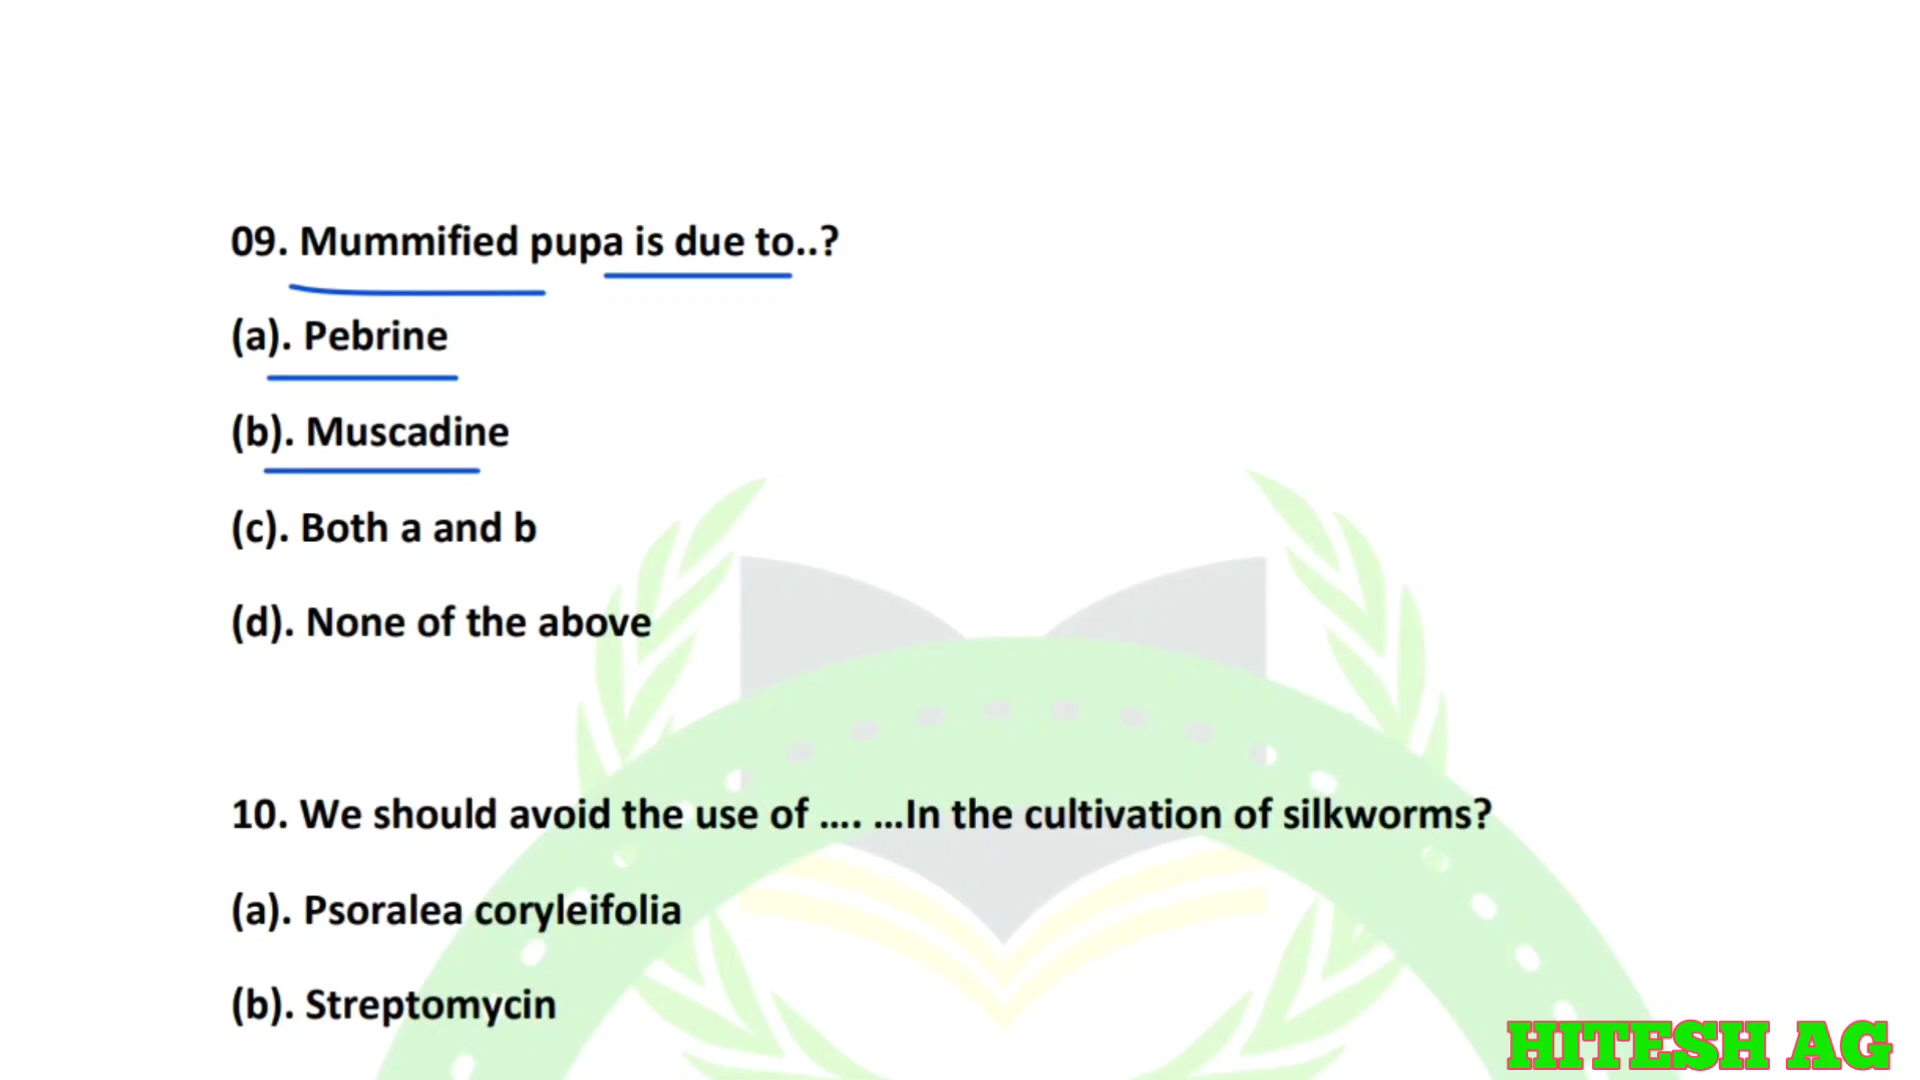 09. Mummified pupa is due to..?
(a). Pebrine
(b). Muscadine
(c). Both a and b
(d). None of the above
10. We should avoid the use of .... ...In the cultivation of silkworms?
(a). Psoralea coryleifolia
(b). Streptomycin
HITESH AG